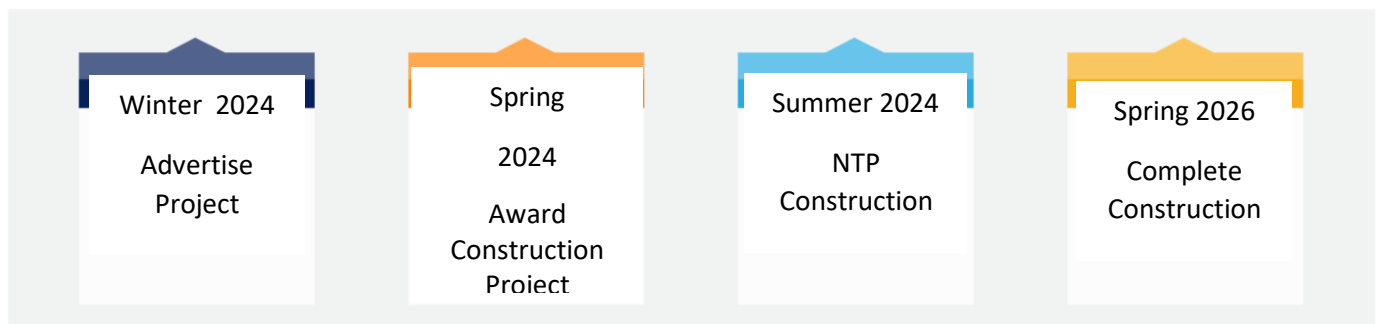 Winter 2024
Advertise
Project
Spring
2024
Award
Construction
Project
Summer 2024
NTP
Construction
Spring 2026
Complete
Construction